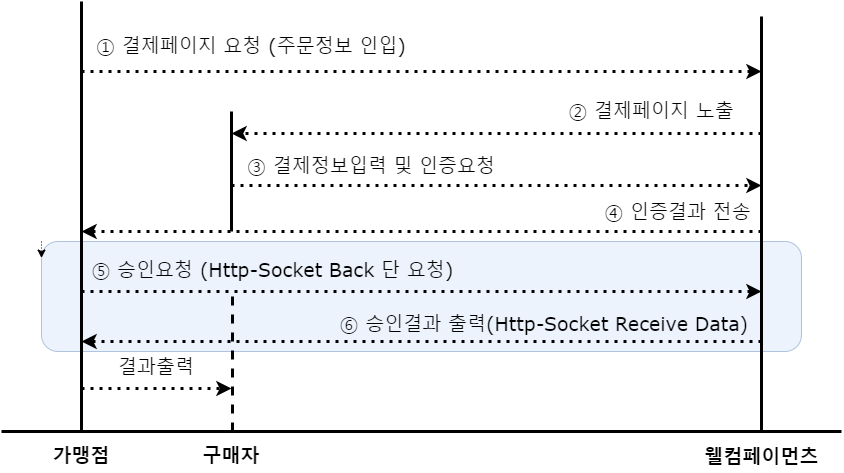 ① 결제페이지 요청 (주문정보 인입)
② 결제페이지 노출
③ 결제정보입력 및 인증요청
④ 인증결과 전송
⑤ 승인요청 (Http-Socket Back 단 요청)
⑥ 승인결과 출력(Http-Socket Receive Data)
결과출력
가맹점 구매자 웰컴페이먼츠